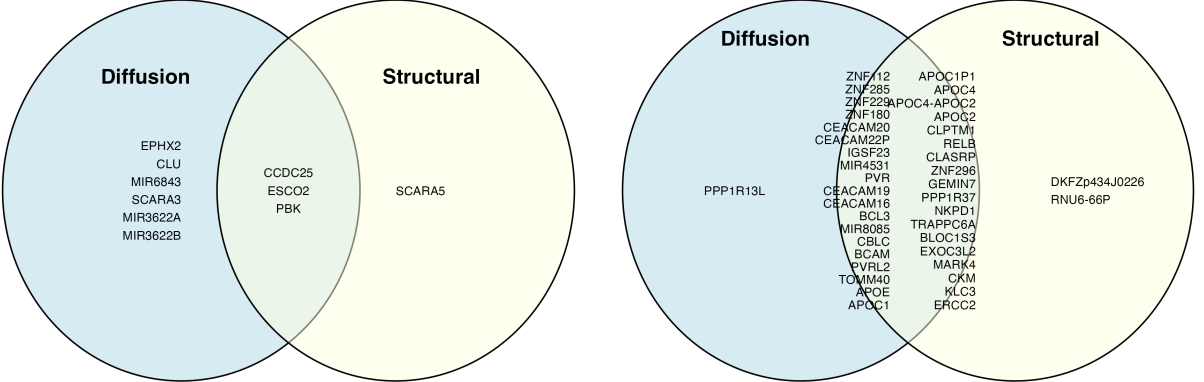 Diffusion
Structural
EPHX2
CLU
MIR6843
SCARA3
MIR3622A
MIR3622B
CCDC25
ESCO2
PBK
SCARA5
Diffusion
Structural
PPP1R13L
ZNF112
ZNF285
ZNF229
ZNF180
CEACAM20
CEACAM22P
IGSF23
MIR4531
PVR
CEACAM19
CEACAM16
BCL3
MIR8085
CBLC
BCAM
PVRL2
TOMM40
APOE
APOC1
APOC1P1
APOC4
APOC4-APOC2
APOC2
CLPTM1
RELB
CLASRP
ZNF296
GEMIN7
PPP1R37
NKPD1
TRAPPC6A
BLOC1S3
EXOC3L2
MARK4
CKM
KLC3
ERCC2
DKFZp434J0226
RNU6-66P